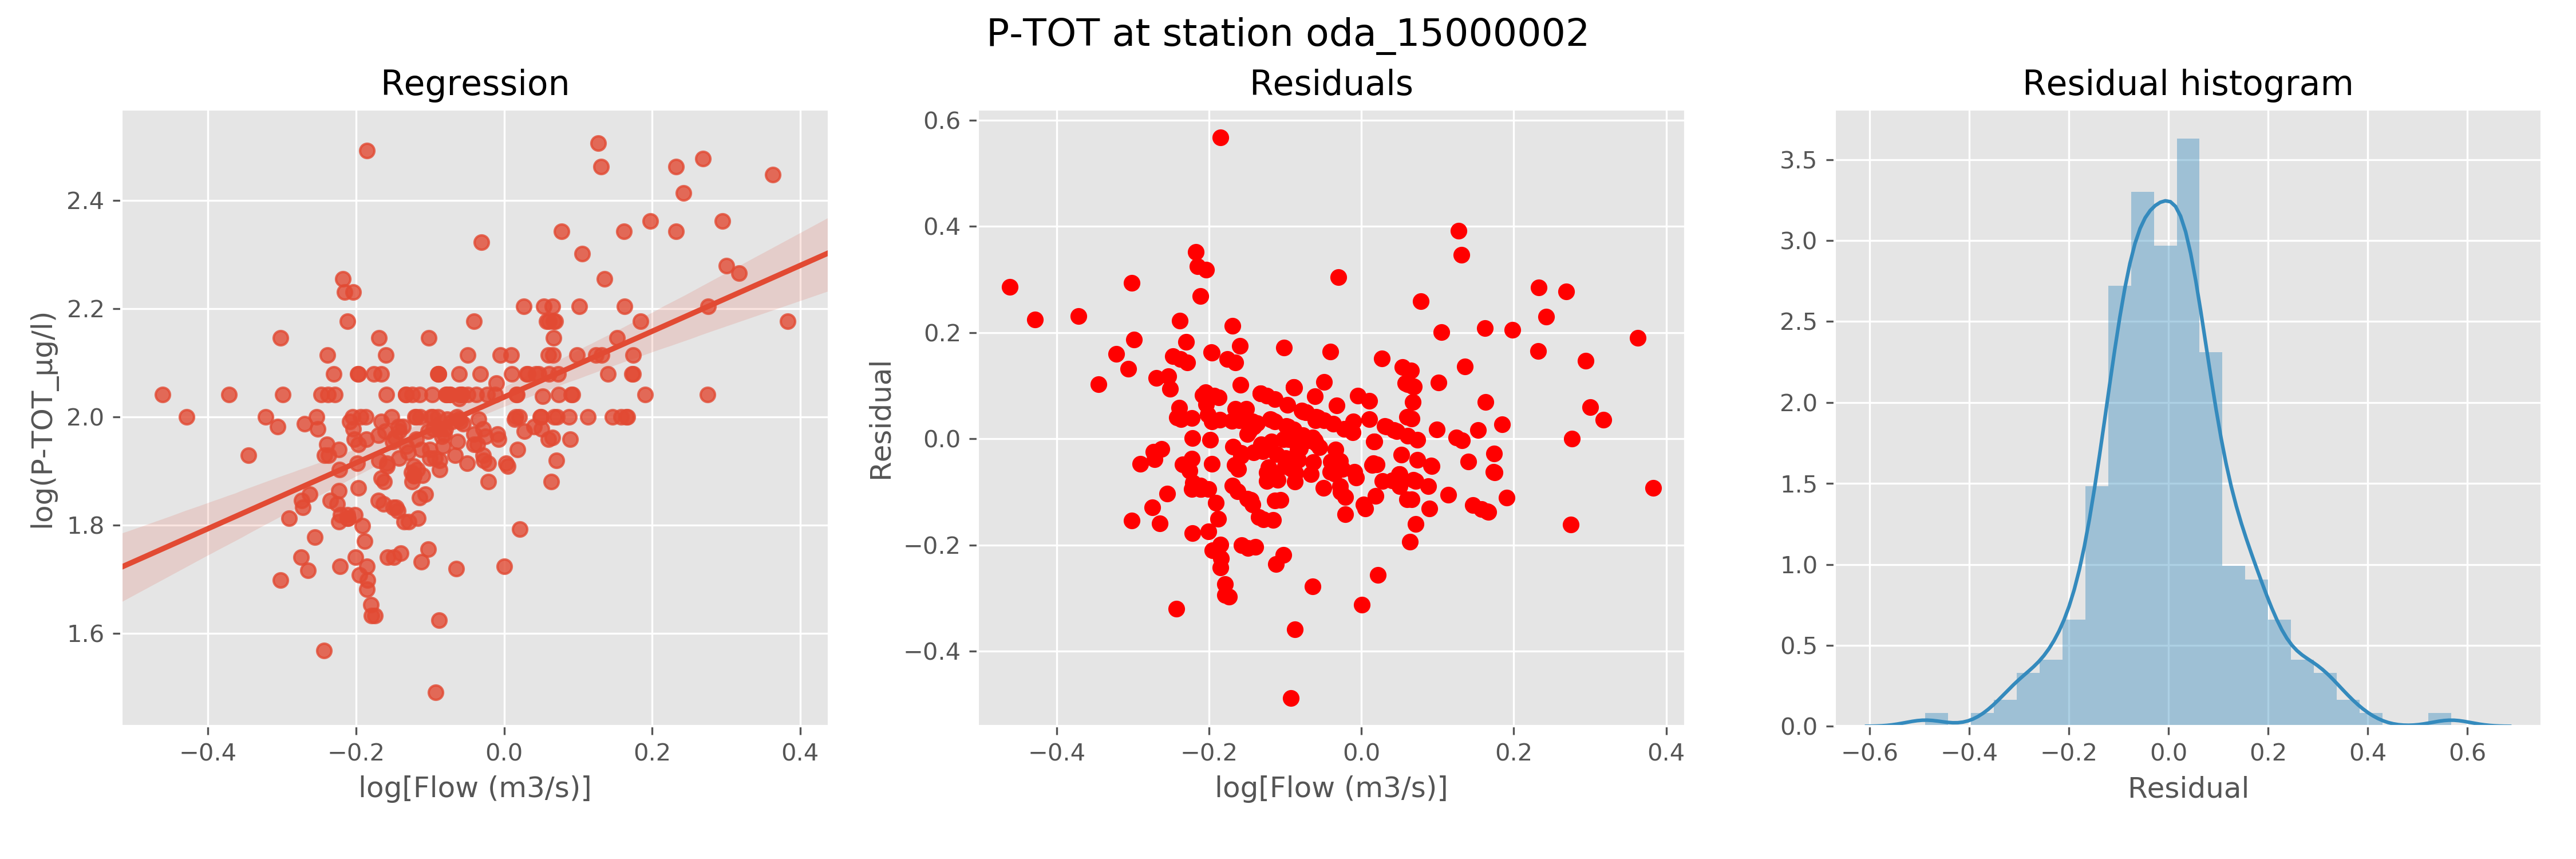 P-TOT at station oda_15000002
Regression
2.4
2.2
2.0
1.8
1.6
log(P-TOT_µg/l)
−0.4 −0.2 0.0 0.2 0.4
log[Flow (m3/s)]
Residuals
0.6
0.4
0.2
0.0
−0.2
−0.4
Residual
−0.4 −0.2 0.0 0.2 0.4
log[Flow (m3/s)]
Residual histogram
3.5
3.0
2.5
2.0
1.5
1.0
0.5
0.0
−0.6 −0.4 −0.2 0.0 0.2 0.4 0.6
Residual